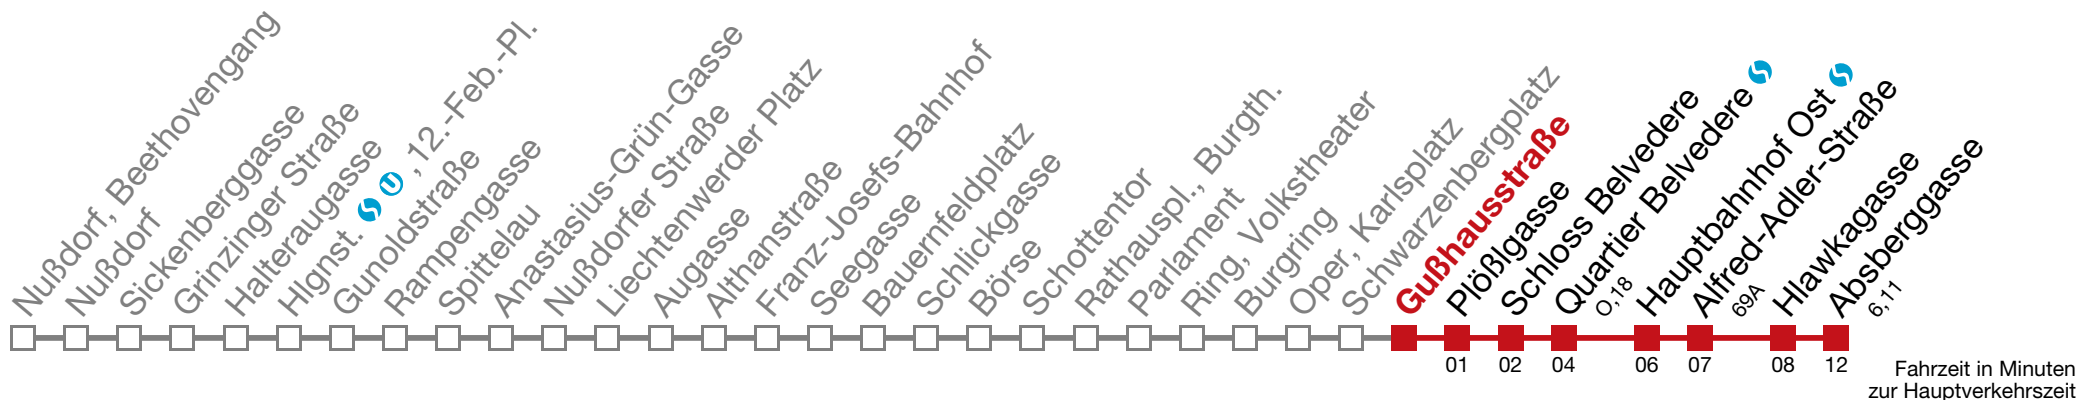 Nußdorf, Beethovengang
Nußdorf
Sickenberggasse
Grinzinger Straße
Halteraugasse
Hlgnst. S U , 12.-Feb.-Pl.
Gunoldstraße
Rampengasse
Spittelau
Anastasius-Grün-Gasse
Nußdorfer Straße
Liechtenwerder Platz
Augasse
Althanstraße
Franz-Josefs-Bahnhof
Seegasse
Bauernfeldplatz
Schlickgasse
Börse
Schottentor
Rathauspl., Burgth.
Parlament
Ring, Volkstheater
Burgring
Oper, Karlsplatz
Schwarzenbergplatz
Gußhausstraße
Plößlgasse
Schloss Belvedere
Quartier Belvedere S
O,18
Hauptbahnhof Ost S
Alfred-Adler-Straße
69A
Hlawkagasse
Absberggasse
6,11
01 02 04 06 07 08 12
Fahrzeit in Minuten
zur Hauptverkehrszeit